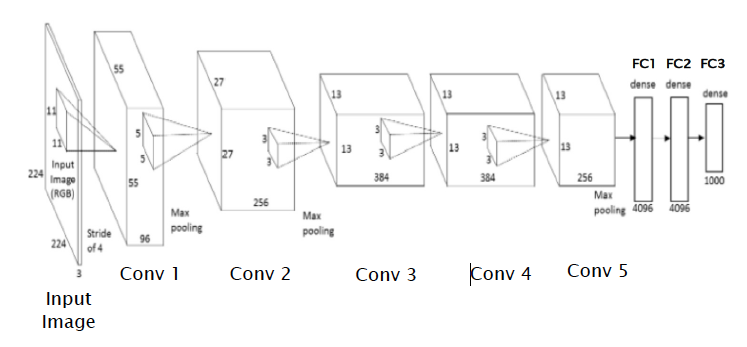 11
11
Input
Image
(RGB)
224
224
3
Stride
of 4
Input
Image
55
55
5
5
96
Max
pooling
Conv 1
27
27
3
3
256
Max
pooling
Conv 2
13
13
3
3
384
Conv 3
13
13
3
3
384
Conv 4
13
13
256
Max
pooling
Conv 5
FC1 FC2 FC3
dense dense dense
4096 4096 1000